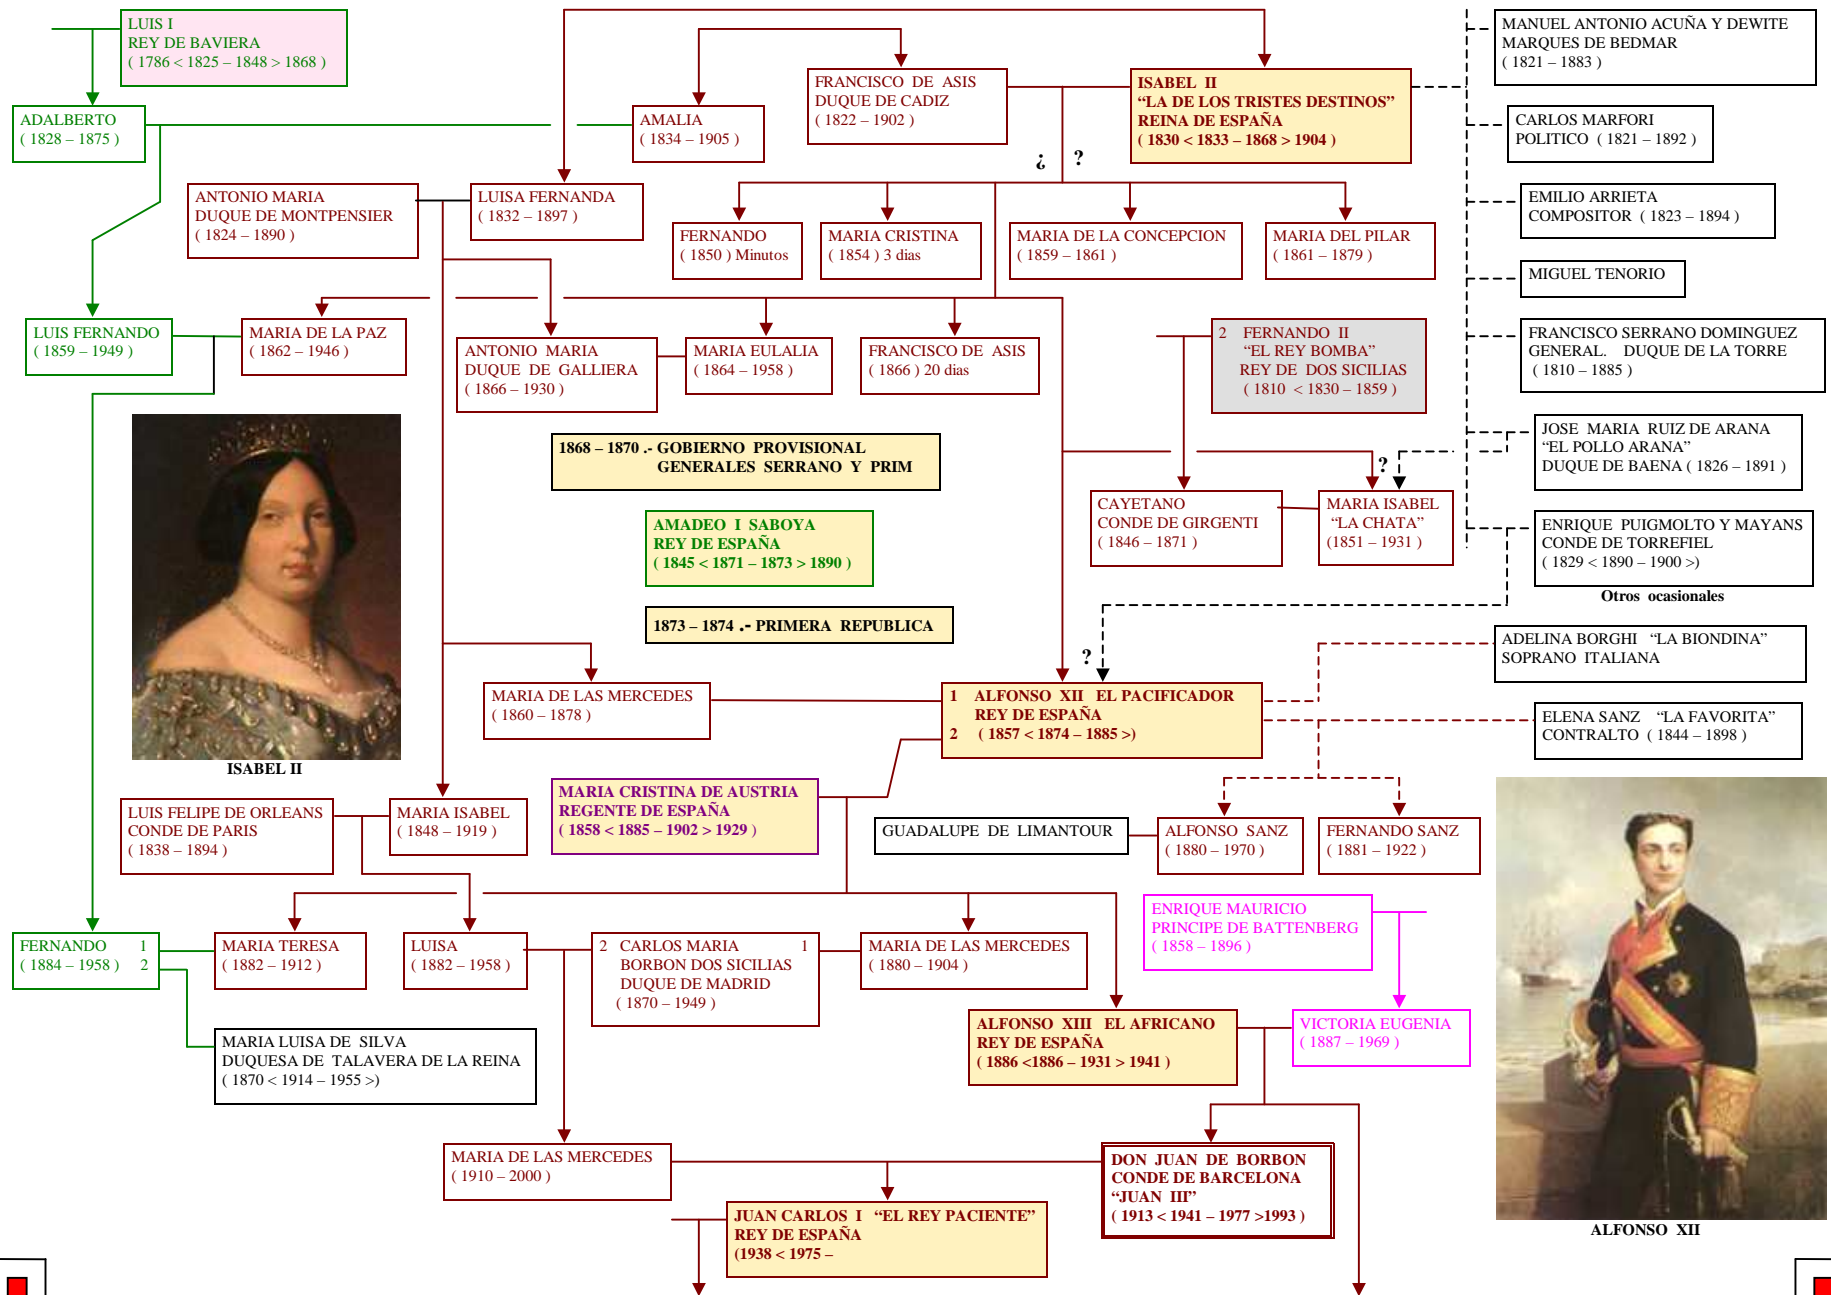 LUIS I
REY DE BAVIERA
( 1786 < 1825 – 1848 > 1868 )
MANUEL ANTONIO ACUÑA Y DEWITE
MARQUES DE BEDMAR
( 1821 – 1883 )
FRANCISCO DE ASIS
DUQUE DE CADIZ
( 1822 – 1902 )
ISABEL II
“LA DE LOS TRISTES DESTINOS”
REINA DE ESPAÑA
( 1830 < 1833 – 1868 > 1904 )
ADALBERTO
( 1828 – 1875 )
AMALIA
( 1834 – 1905 )
CARLOS MARFORI
POLITICO ( 1821 – 1892 )
¿ ?
ANTONIO MARIA
DUQUE DE MONTPENSIER
( 1824 – 1890 )
LUISA FERNANDA
( 1832 – 1897 )
EMILIO ARRIETA
COMPOSITOR ( 1823 – 1894 )
FERNANDO
( 1850 ) Minutos
MARIA CRISTINA
( 1854 ) 3 dias
MARIA DE LA CONCEPCION
( 1859 – 1861 )
MARIA DEL PILAR
( 1861 – 1879 )
MIGUEL TENORIO
LUIS FERNANDO
( 1859 – 1949 )
MARIA DE LA PAZ
( 1862 – 1946 )
ANTONIO MARIA
DUQUE DE GALLIERA
( 1866 – 1930 )
MARIA EULALIA
( 1864 – 1958 )
FRANCISCO DE ASIS
( 1866 ) 20 dias
2 FERNANDO II
“EL REY BOMBA”
REY DE DOS SICILIAS
( 1810 < 1830 – 1859 )
FRANCISCO SERRANO DOMINGUEZ
GENERAL. DUQUE DE LA TORRE
( 1810 – 1885 )
1868 – 1870 .- GOBIERNO PROVISIONAL
GENERALES SERRANO Y PRIM
JOSE MARIA RUIZ DE ARANA
“EL POLLO ARANA”
DUQUE DE BAENA ( 1826 – 1891 )
?
CAYETANO
CONDE DE GIRGENTI
( 1846 – 1871 )
MARIA ISABEL
“LA CHATA”
(1851 – 1931 )
AMADEO I SABOYA
REY DE ESPAÑA
( 1845 < 1871 – 1873 > 1890 )
ENRIQUE PUIGMOLTO Y MAYANS
CONDE DE TORREFIEL
( 1829 < 1890 – 1900 >)
Otros ocasionales
1873 – 1874 .- PRIMERA REPUBLICA
ADELINA BORGHI “LA BIONDINA”
SOPRANO ITALIANA
?
MARIA DE LAS MERCEDES
( 1860 – 1878 )
1 ALFONSO XII EL PACIFICADOR
REY DE ESPAÑA
2 ( 1857 < 1874 – 1885 >)
ELENA SANZ “LA FAVORITA”
CONTRALTO ( 1844 – 1898 )
ISABEL II
MARIA CRISTINA DE AUSTRIA
REGENTE DE ESPAÑA
( 1858 < 1885 – 1902 > 1929 )
LUIS FELIPE DE ORLEANS
CONDE DE PARIS
( 1838 – 1894 )
MARIA ISABEL
( 1848 – 1919 )
GUADALUPE DE LIMANTOUR
ALFONSO SANZ
( 1880 – 1970 )
FERNANDO SANZ
( 1881 – 1922 )
ENRIQUE MAURICIO
PRINCIPE DE BATTENBERG
( 1858 – 1896 )
FERNANDO 1
( 1884 – 1958 ) 2
MARIA TERESA
( 1882 – 1912 )
LUISA
( 1882 – 1958 )
2 CARLOS MARIA 1
BORBON DOS SICILIAS
DUQUE DE MADRID
( 1870 – 1949 )
MARIA DE LAS MERCEDES
( 1880 – 1904 )
ALFONSO XIII EL AFRICANO
REY DE ESPAÑA
( 1886 <1886 – 1931 > 1941 )
VICTORIA EUGENIA
( 1887 – 1969 )
MARIA LUISA DE SILVA
DUQUESA DE TALAVERA DE LA REINA
( 1870 < 1914 – 1955 >)
MARIA DE LAS MERCEDES
( 1910 – 2000 )
DON JUAN DE BORBON
CONDE DE BARCELONA
“JUAN III”
( 1913 < 1941 – 1977 >1993 )
JUAN CARLOS I “EL REY PACIENTE”
REY DE ESPAÑA
(1938 < 1975 –
ALFONSO XII